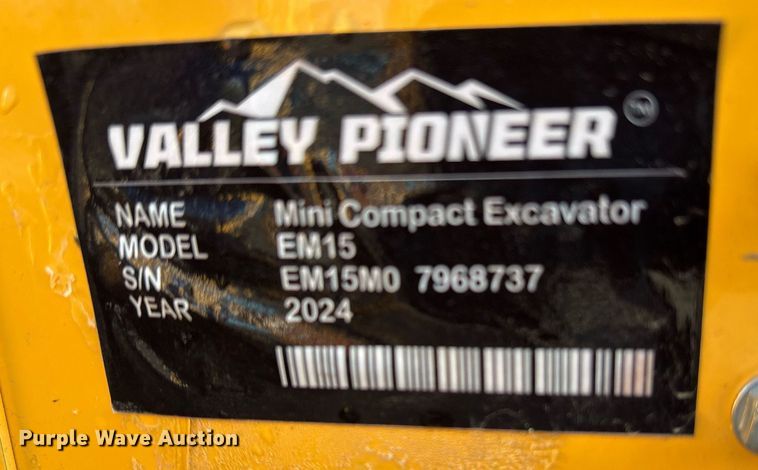 VALLEY PIONEER
NAME Mini Compact Excavator
MODEL EM15
S/N EM15M0 7968737
YEAR 2024
Purple Wave Auction